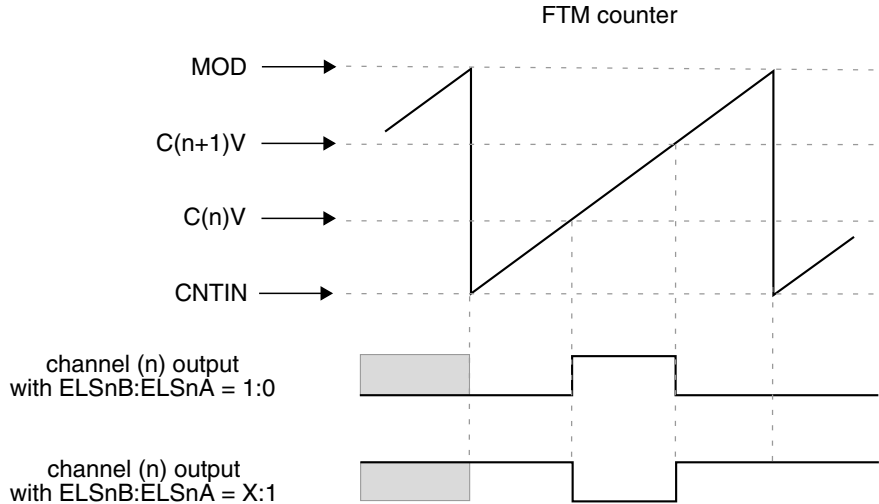 FTM counter
MOD
C(n+1)V
C(n)V
CNTIN
channel (n) output
with ELSnB:ELSnA = 1:0
channel (n) output
with ELSnB:ELSnA = X:1